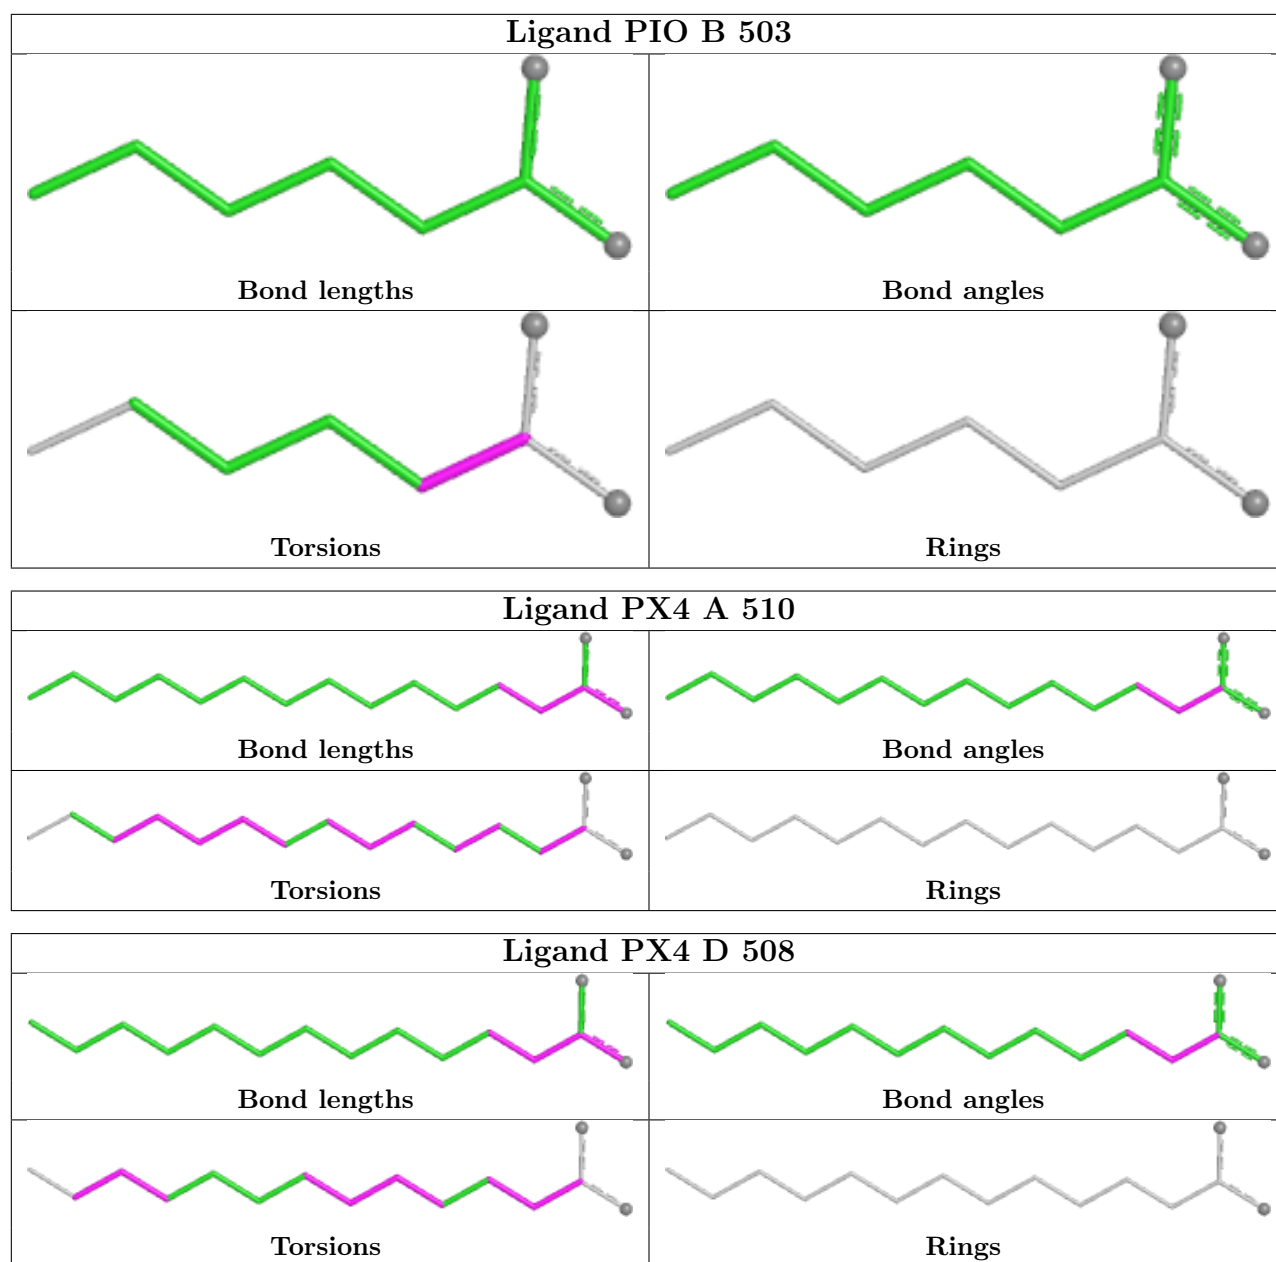 Ligand PIO B 503
Bond lengths
Bond angles
Torsions
Rings
Ligand PX4 A 510
Bond lengths
Bond angles
Torsions
Rings
Ligand PX4 D 508
Bond lengths
Bond angles
Torsions
Rings